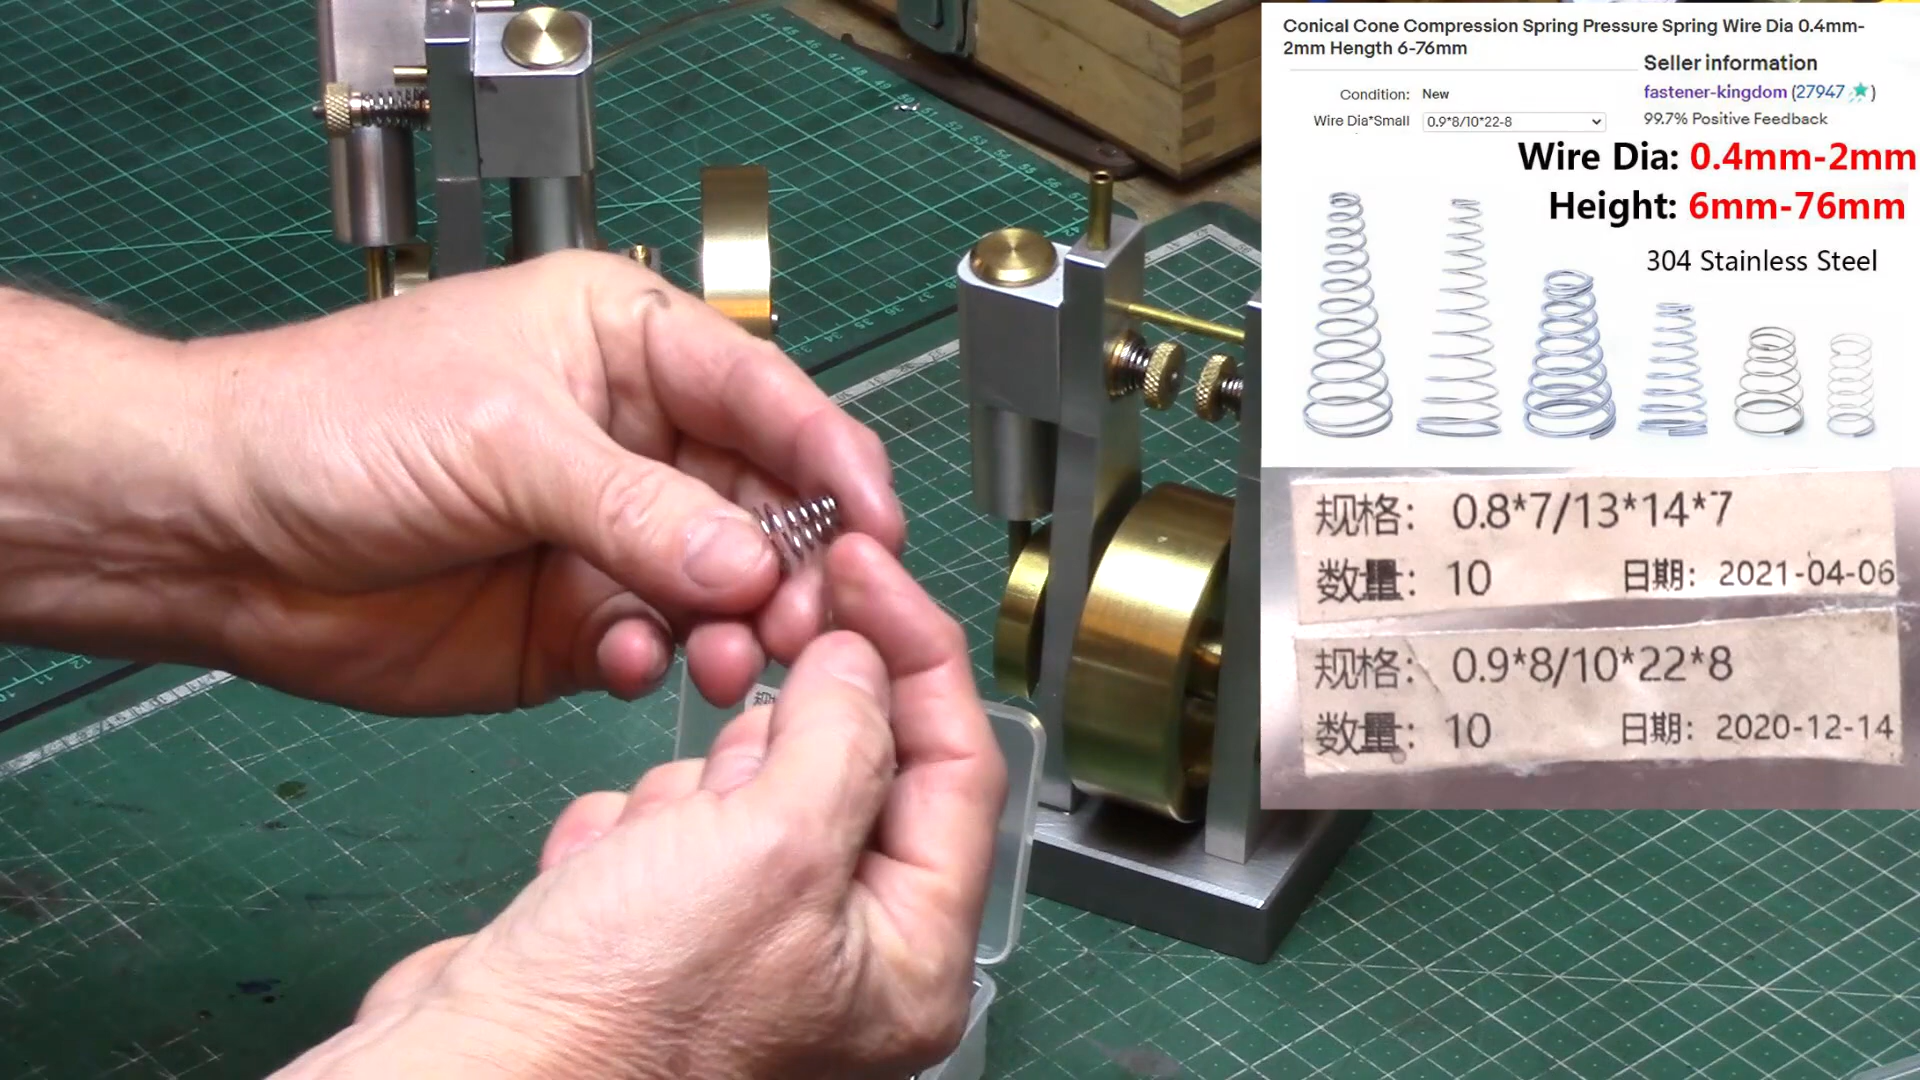 Conical Cone Compression Spring Pressure Spring Wire Dia 0.4mm-
2mm Hength 6-76mm
Seller information
fastener-kingdom (27947)
99.7% Positive Feedback
Condition: New
Wire Dia*Small 0.9*8/10*22-8
Wire Dia: 0.4mm-2mm
Height: 6mm-76mm
304 Stainless Steel
规格: 0.8*7/13*14*7
数量: 10 日期: 2021-04-06
规格: 0.9*8/10*22*8
数量: 10 日期: 2020-12-14